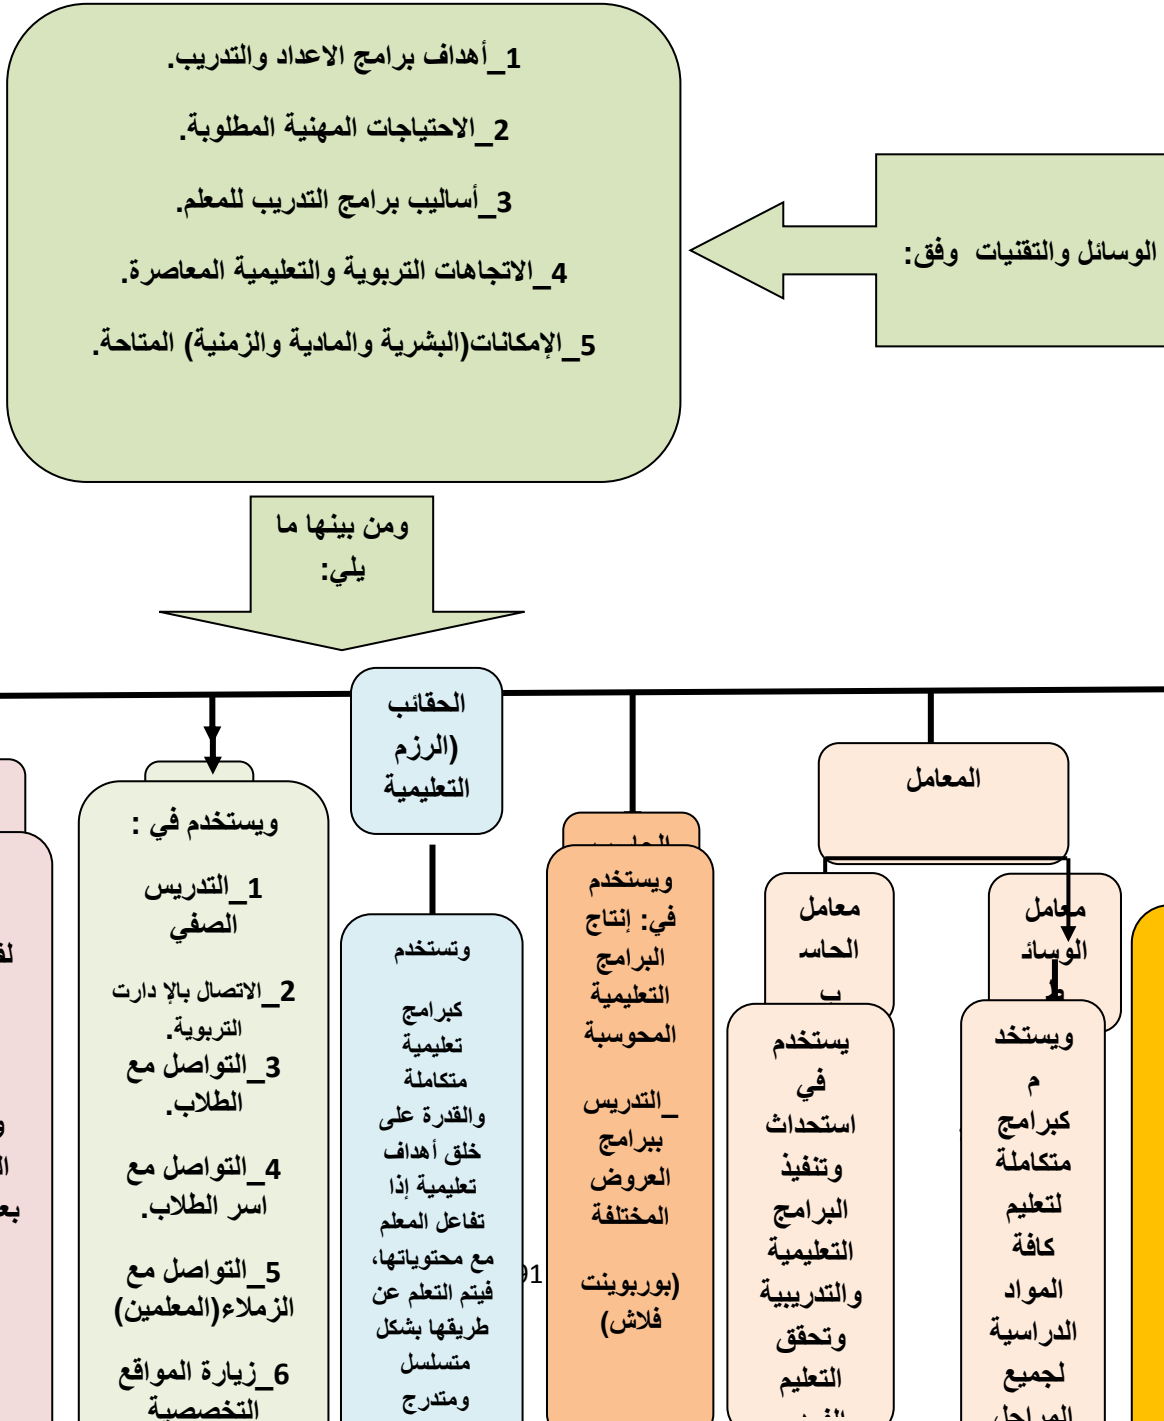 1_أهداف برامج الاعداد والتدريب.
2_الاحتياجات المهنية المطلوبة.
3_أساليب برامج التدريب للمعلم.
4_الاتجاهات التربوية والتعليمية المعاصرة.
5_الإمكانات(البشرية والمادية والزمنية) المتاحة.
الوسائل والتقنيات وفق:
ومن بينها ما
يلي:
المعامل
معامل
الوسائـ
ط
ويستخد
م
كبرامج
متكاملة
لتعليم
كافة
المواد
الدراسية
لجميع
المراحل
معامل
الحاسـ
ب
يستخدم
في
استحداث
وتنفيذ
البرامج
التعليمية
والتدريبية
وتحقق
التعليم
ويستخدم
في: إنتاج
البرامج
التعليمية
المحوسبة
_التدريس
ببرامج
العروض
المختلفة
(بوربوينت
فلاش)
91
الحقائب
(الرزم
التعليمية
وتستخدم
كبرامج
تعليمية
متكاملة
والقدرة على
خلق أهداف
تعليمية إذا
تفاعل المعلم
مع محتوياتها،
فيتم التعلم عن
طريقها بشكل
متسلسل
ومتدرج
ويستخدم في :
1_التدريس
الصفي
2_الاتصال بالإ دارت
التربوية.
3_التواصل مع
الطلاب.
4_التواصل مع
اسر الطلاب.
5_التواصل مع
الزملاء(المعلمين)
6_زيارة المواقع
التخصصية